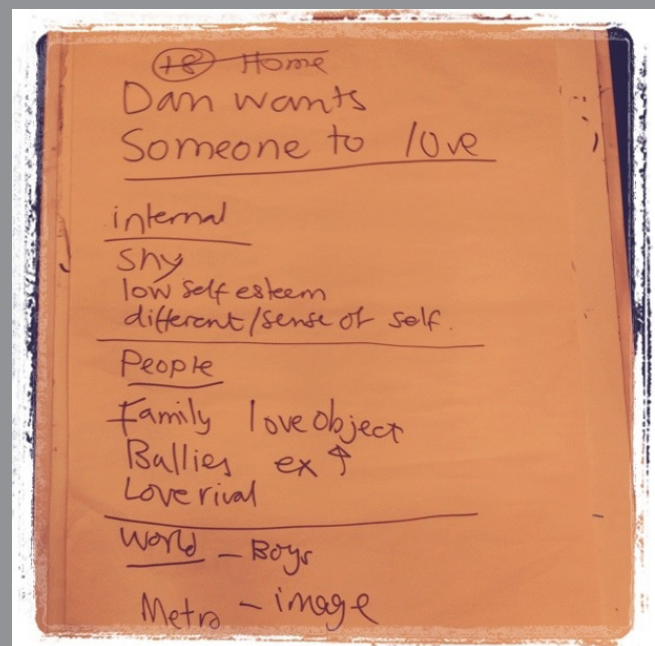 +8 Home
Dan wants
Someone to love
internal
Shy
low self esteem
different/sense of self.
People
Family love object
Bullies ex ↑
Love rival
World - Boys
Metro - image